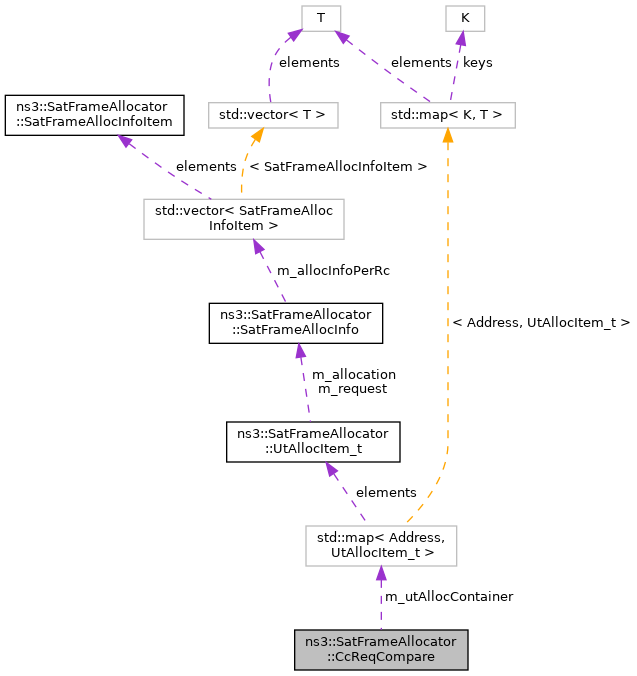 T
K
elements
elements
keys
ns3::SatFrameAllocator
::SatFrameAllocInfoItem
std::vector< T >
std::map< K, T >
elements
< SatFrameAllocInfoItem >
std::vector< SatFrameAlloc
InfoItem >
m_allocInfoPerRc
ns3::SatFrameAllocator
::SatFrameAllocInfo
< Address, UtAllocItem_t >
m_allocation
m_request
ns3::SatFrameAllocator
::UtAllocItem_t
elements
std::map< Address,
UtAllocItem_t >
m_utAllocContainer
ns3::SatFrameAllocator
::CcReqCompare